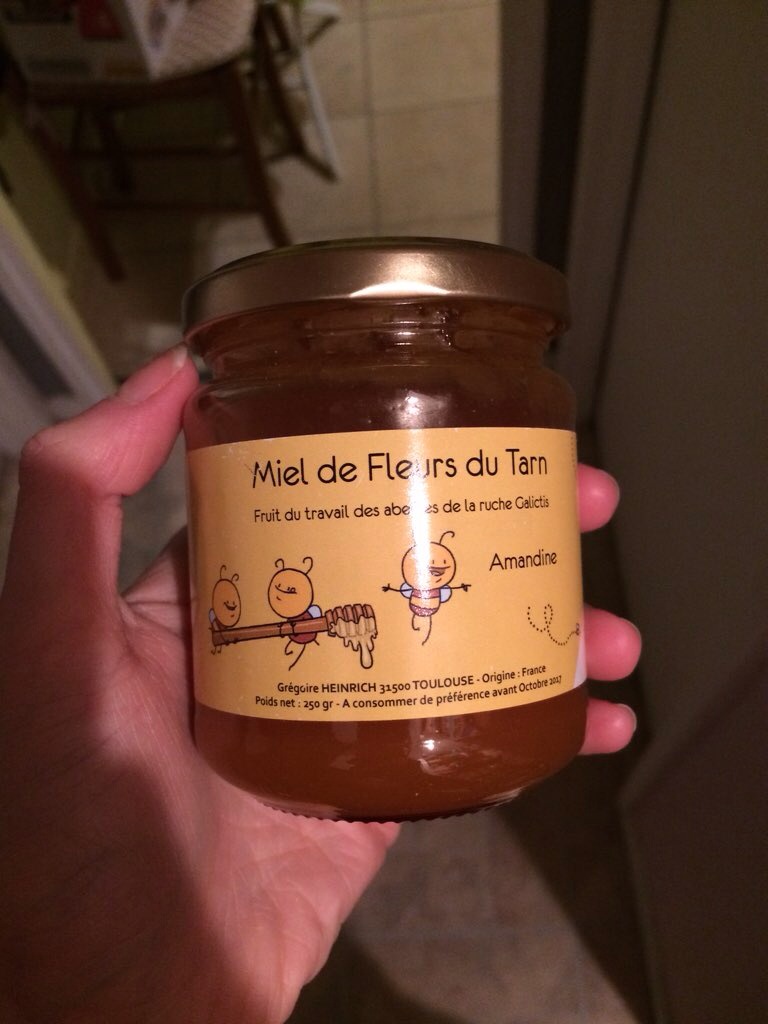 Miel de Fleurs du Tarn
Fruit du travail des abeilles de la ruche Galictis
Amandine
Grégoire HEINRICH 31500 TOULOUSE - Origine : France
Poids net : 250 gr - A consommer de préférence avant Octobre 2017